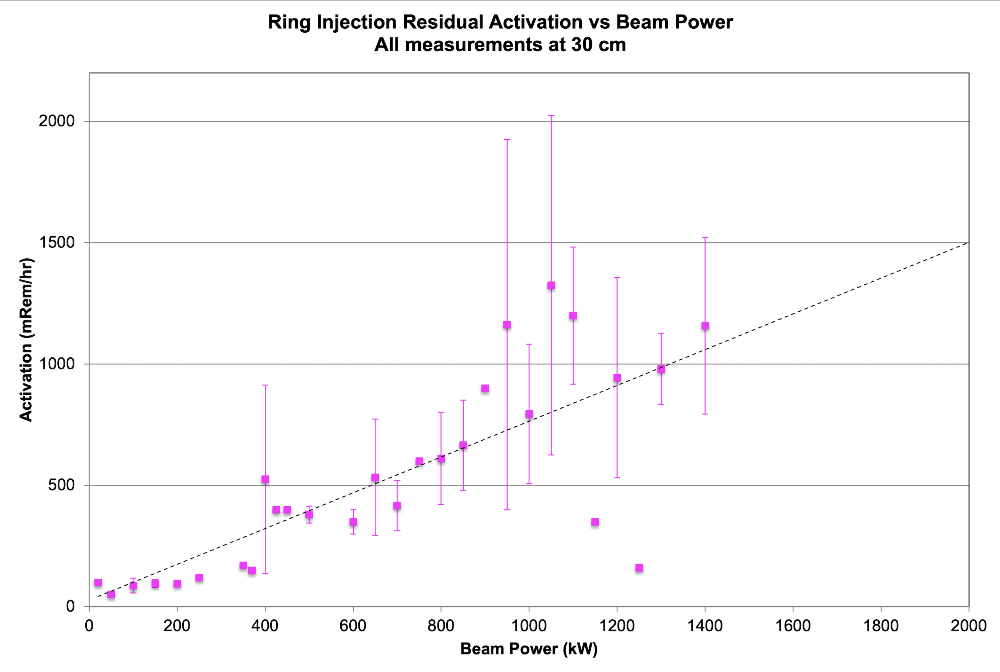 Ring Injection Residual Activation vs Beam Power
All measurements at 30 cm
2000
1500
1000
500
0
Activation (mRem/hr)
0 200 400 600 800 1000 1200 1400 1600 1800 2000
Beam Power (kW)